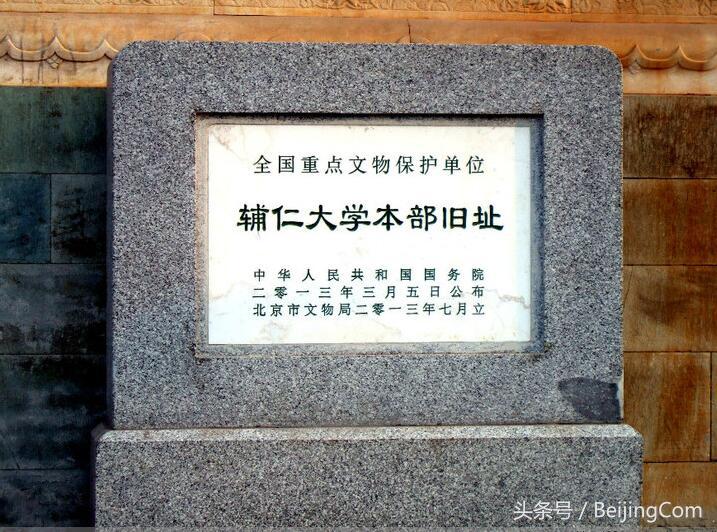 全国重点文物保护单位
辅仁大学本部旧址
中华人民共和国国务院
二零一三年三月五日公布
北京市文物局二零一三年七月立
头条号 / BeijingCom